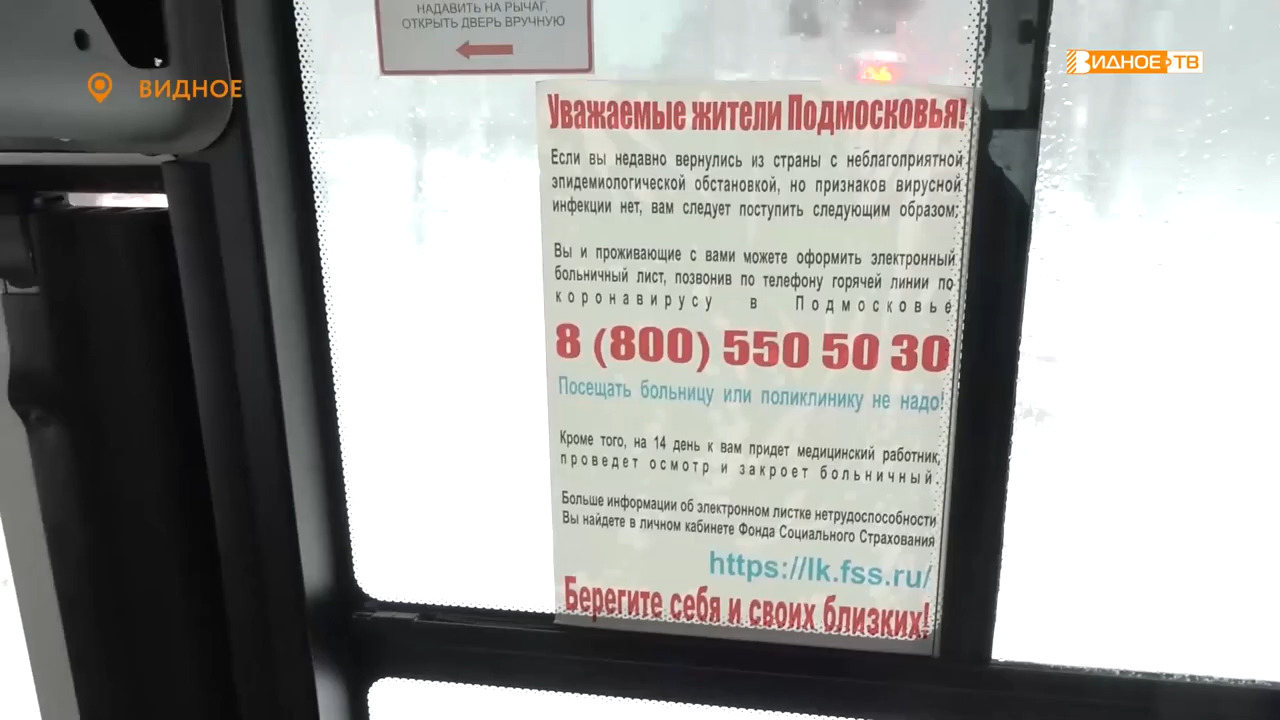 НАДАВИТЬ НА РЫЧАГ,
ОТКРЫТЬ ДВЕРЬ ВРУЧНУЮ
ВИДНОЕ
ВИДНОЕ ТВ
Уважаемые жители Подмосковья!
Если вы недавно вернулись из страны с неблагоприятной
эпидемиологической обстановкой, но признаков вирусной
инфекции нет, вам следует поступить следующим образом:
Вы и проживающие с вами можете оформить электронный
больничный лист, позвонив по телефону горячей линии по
коронавирусу в Подмосковье
8 (800) 550 50 30
Посещать больницу или поликлинику не надо!
Кроме того, на 14 день к вам придет медицинский работник,
проведет осмотр и закроет больничный.
Больше информации об электронном листке нетрудоспособности
Вы найдете в личном кабинете Фонда Социального Страхования
https://lk.fss.ru/
Берегите себя и своих близких!